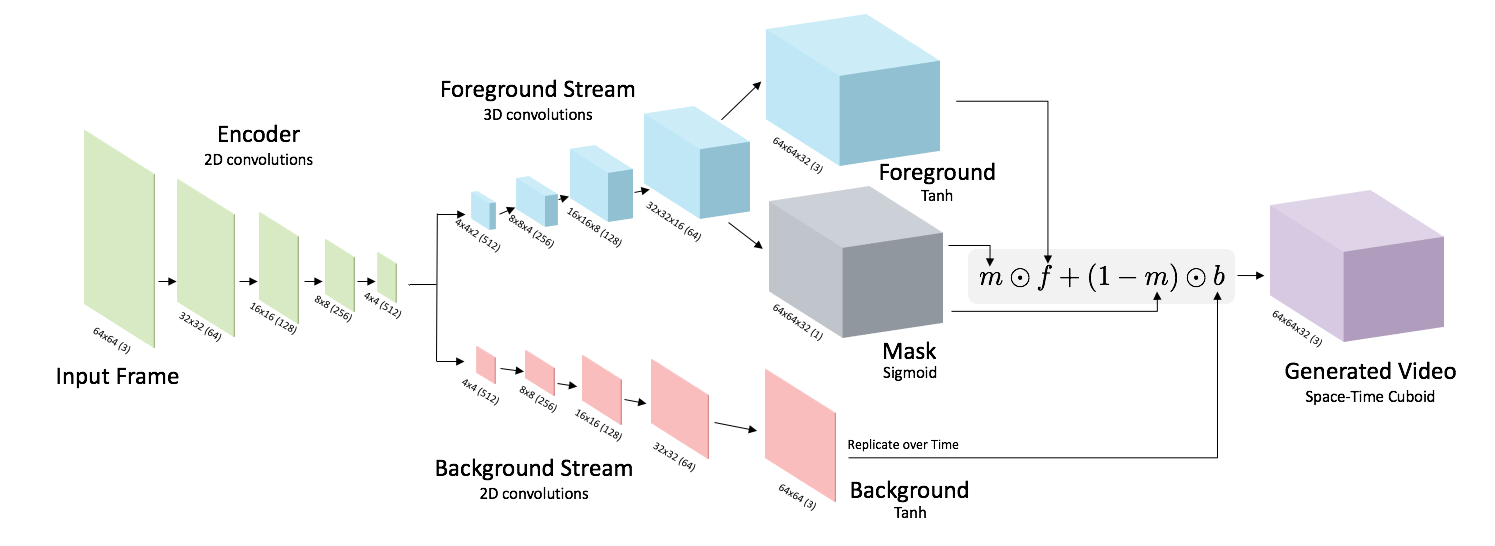 Encoder
2D convolutions
64x64 (3)
32x32 (64)
16x16 (128)
8x8 (256)
4x4 (512)
Input Frame
Foreground Stream
3D convolutions
4x4x2 (512)
8x8x4 (256)
16x16x8 (128)
32x32x16 (64)
64x64x32 (3)
Foreground
Tanh
64x64x32 (1)
Mask
Sigmoid
4x4 (512)
8x8 (256)
16x16 (128)
32x32 (64)
64x64 (3)
Background Stream
2D convolutions
Replicate over Time
Background
Tanh
m ⊙ f + (1 − m) ⊙ b
64x64x32 (3)
Generated Video
Space-Time Cuboid